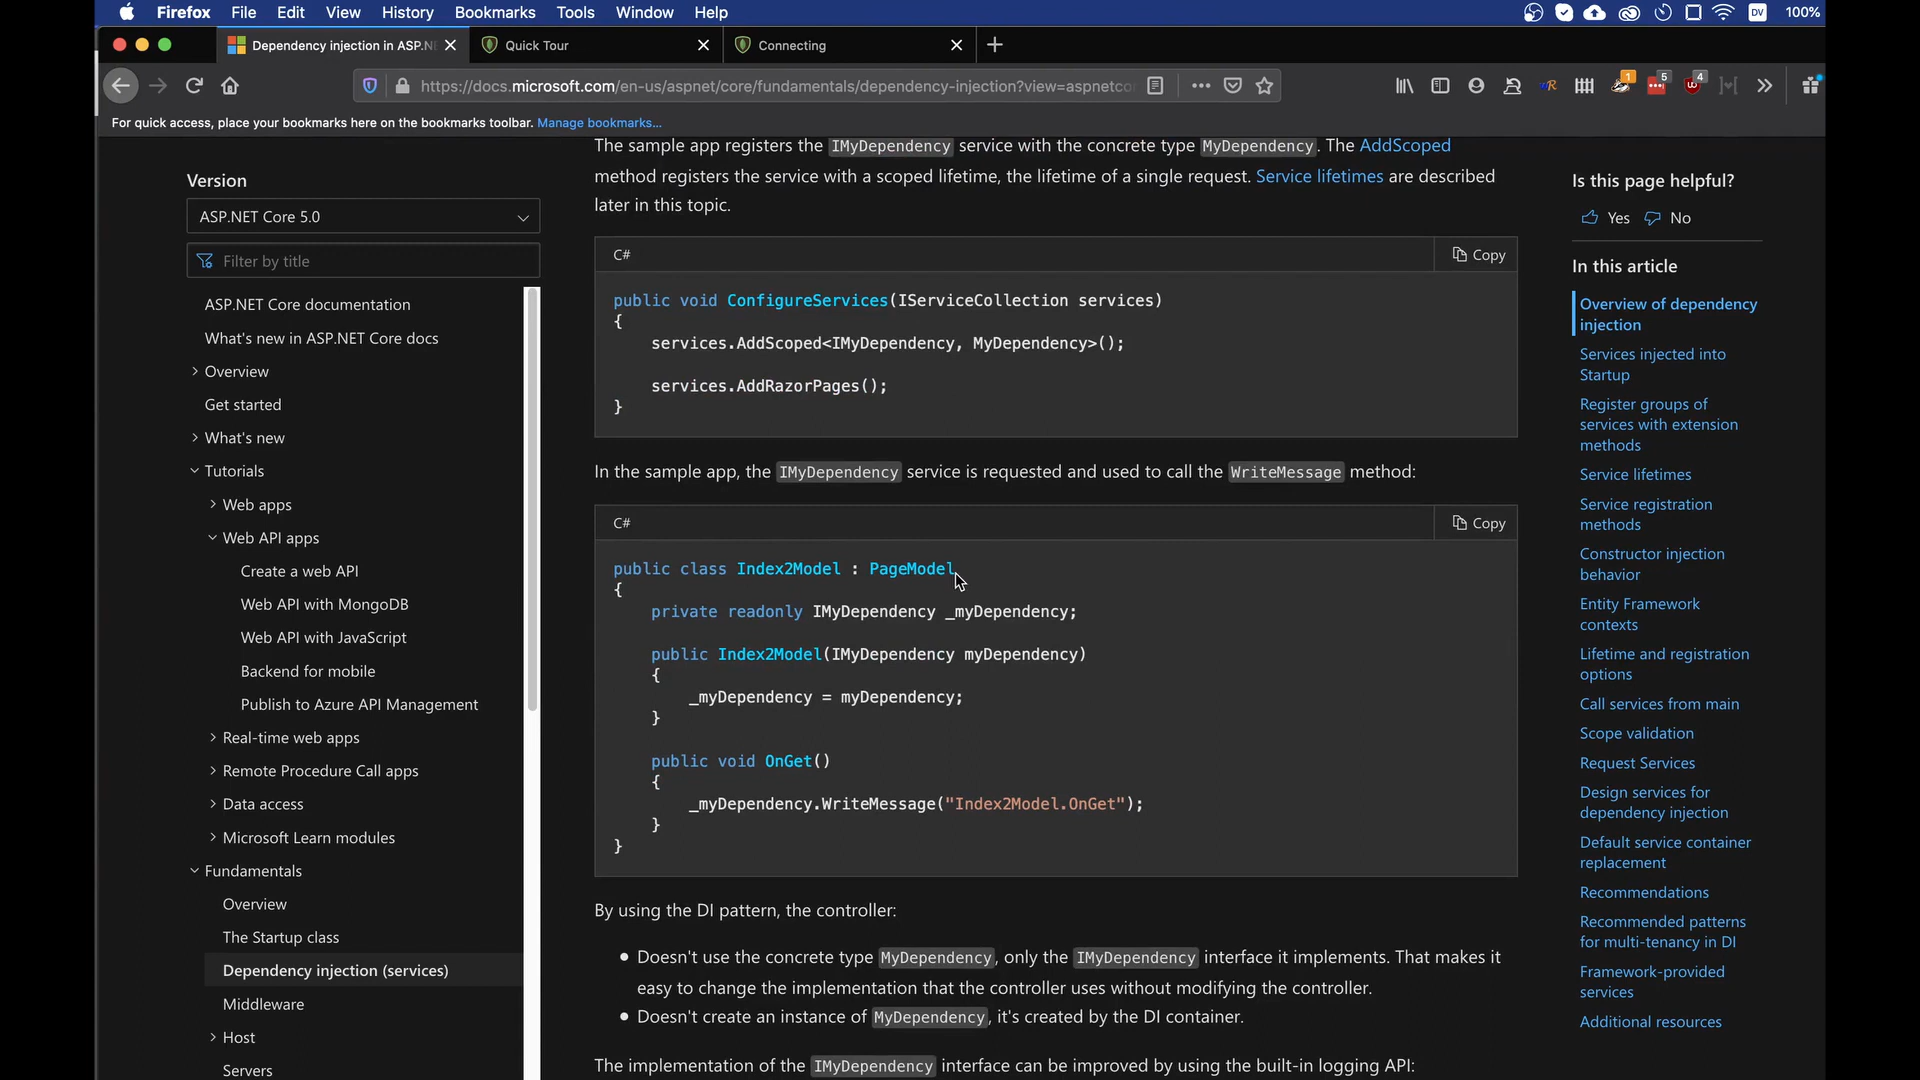 Firefox File Edit View History Bookmarks Tools Window Help DV 100%
Dependency injection in ASP.N Quick Tour Connecting
https://docs.microsoft.com/en-us/aspnet/core/fundamentals/dependency-injection?view=aspnetco 1 5 4
For quick access, place your bookmarks here on the bookmarks toolbar. Manage bookmarks...
Version
ASP.NET Core 5.0
Filter by title
ASP.NET Core documentation
What's new in ASP.NET Core docs
Overview
Get started
What's new
Tutorials
Web apps
Web API apps
Create a web API
Web API with MongoDB
Web API with JavaScript
Backend for mobile
Publish to Azure API Management
Real-time web apps
Remote Procedure Call apps
Data access
Microsoft Learn modules
Fundamentals
Overview
The Startup class
Dependency injection (services)
Middleware
Host
Servers
The sample app registers the IMyDependency service with the concrete type MyDependency. The AddScoped
method registers the service with a scoped lifetime, the lifetime of a single request. Service lifetimes are described
later in this topic.
C# Copy
public void ConfigureServices(IServiceCollection services)
{
services.AddScoped<IMyDependency, MyDependency>();
services.AddRazorPages();
}
In the sample app, the IMyDependency service is requested and used to call the WriteMessage method:
C# Copy
public class Index2Model : PageModel
{
private readonly IMyDependency _myDependency;
public Index2Model(IMyDependency myDependency)
{
_myDependency = myDependency;
}
public void OnGet()
{
_myDependency.WriteMessage("Index2Model.OnGet");
}
}
By using the DI pattern, the controller:
• Doesn't use the concrete type MyDependency, only the IMyDependency interface it implements. That makes it
easy to change the implementation that the controller uses without modifying the controller.
• Doesn't create an instance of MyDependency, it's created by the DI container.
The implementation of the IMyDependency interface can be improved by using the built-in logging API:
Is this page helpful?
Yes No
In this article
Overview of dependency
injection
Services injected into
Startup
Register groups of
services with extension
methods
Service lifetimes
Service registration
methods
Constructor injection
behavior
Entity Framework
contexts
Lifetime and registration
options
Call services from main
Scope validation
Request Services
Design services for
dependency injection
Default service container
replacement
Recommendations
Recommended patterns
for multi-tenancy in DI
Framework-provided
services
Additional resources